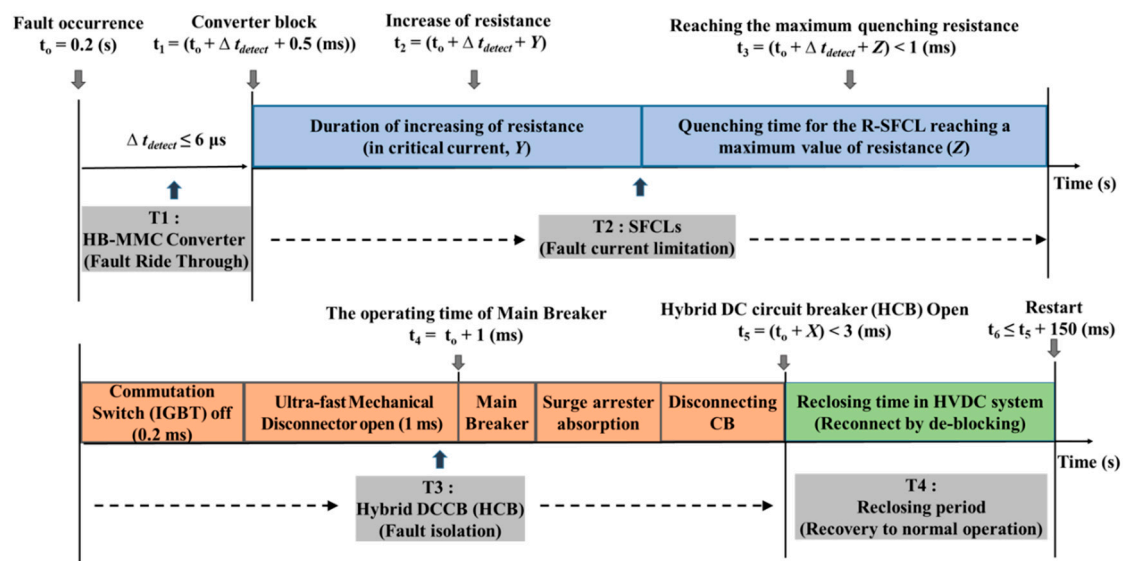 Fault occurrence
t₀ = 0.2 (s)
Converter block
t₁ = (t₀ + Δ t_detect + 0.5 (ms))
Increase of resistance
t₂ = (t₀ + Δ t_detect + Y)
Reaching the maximum quenching resistance
t₃ = (t₀ + Δ t_detect + Z) < 1 (ms)
Δ t_detect ≤ 6 μs
Duration of increasing of resistance
(in critical current, Y)
Quenching time for the R-SFCL reaching a
maximum value of resistance (Z)
Time (s)
T1 :
HB-MMC Converter
(Fault Ride Through)
T2 : SFCLs
(Fault current limitation)
The operating time of Main Breaker
t₄ = t₀ + 1 (ms)
Hybrid DC circuit breaker (HCB) Open
t₅ = (t₀ + X) < 3 (ms)
Restart
t₆ ≤ t₅ + 150 (ms)
Commutation
Switch (IGBT) off
(0.2 ms)
Ultra-fast Mechanical
Disconnector open (1 ms)
Main
Breaker
Surge arrester
absorption
Disconnecting
CB
Reclosing time in HVDC system
(Reconnect by de-blocking)
Time (s)
T3 :
Hybrid DCCB (HCB)
(Fault isolation)
T4 :
Reclosing period
(Recovery to normal operation)